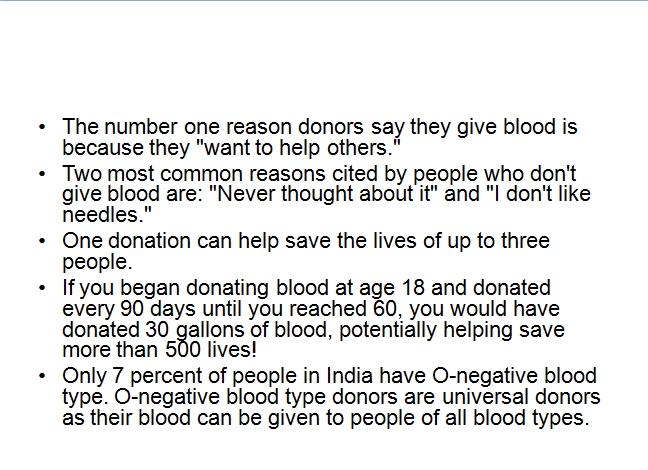 • The number one reason donors say they give blood is
because they "want to help others."
• Two most common reasons cited by people who don't
give blood are: "Never thought about it" and "I don't like
needles."
• One donation can help save the lives of up to three
people.
• If you began donating blood at age 18 and donated
every 90 days until you reached 60, you would have
donated 30 gallons of blood, potentially helping save
more than 500 lives!
• Only 7 percent of people in India have O-negative blood
type. O-negative blood type donors are universal donors
as their blood can be given to people of all blood types.